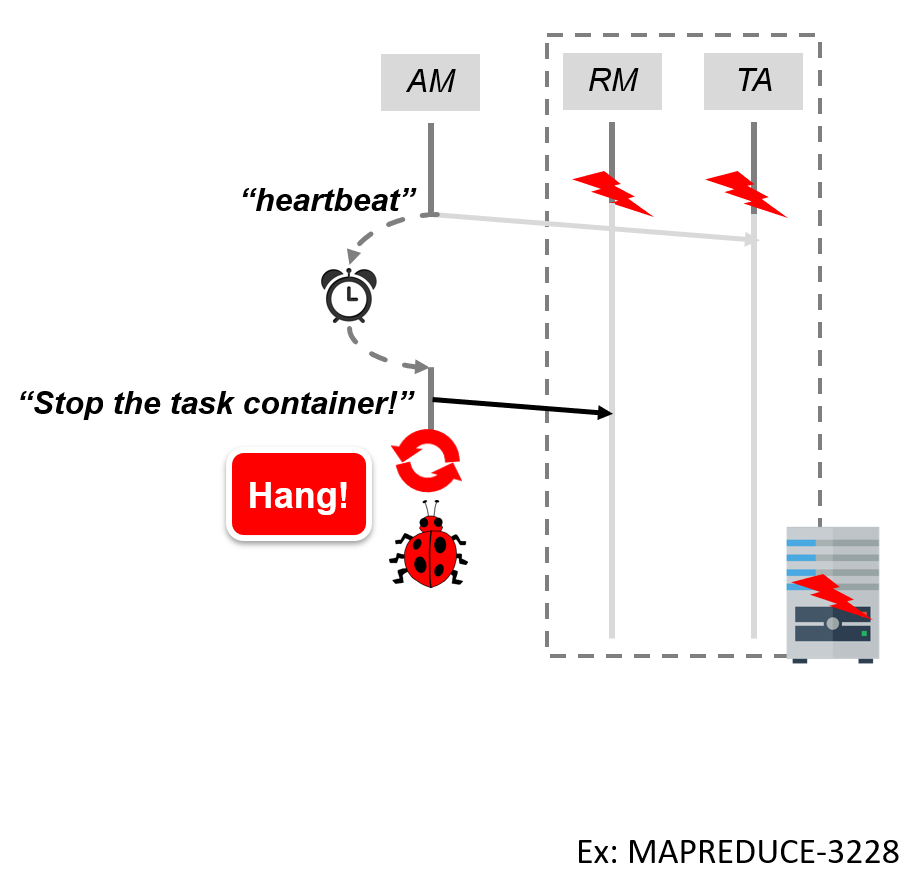 AM
RM
TA
“heartbeat”
“Stop the task container!”
Hang!
Ex: MAPREDUCE-3228